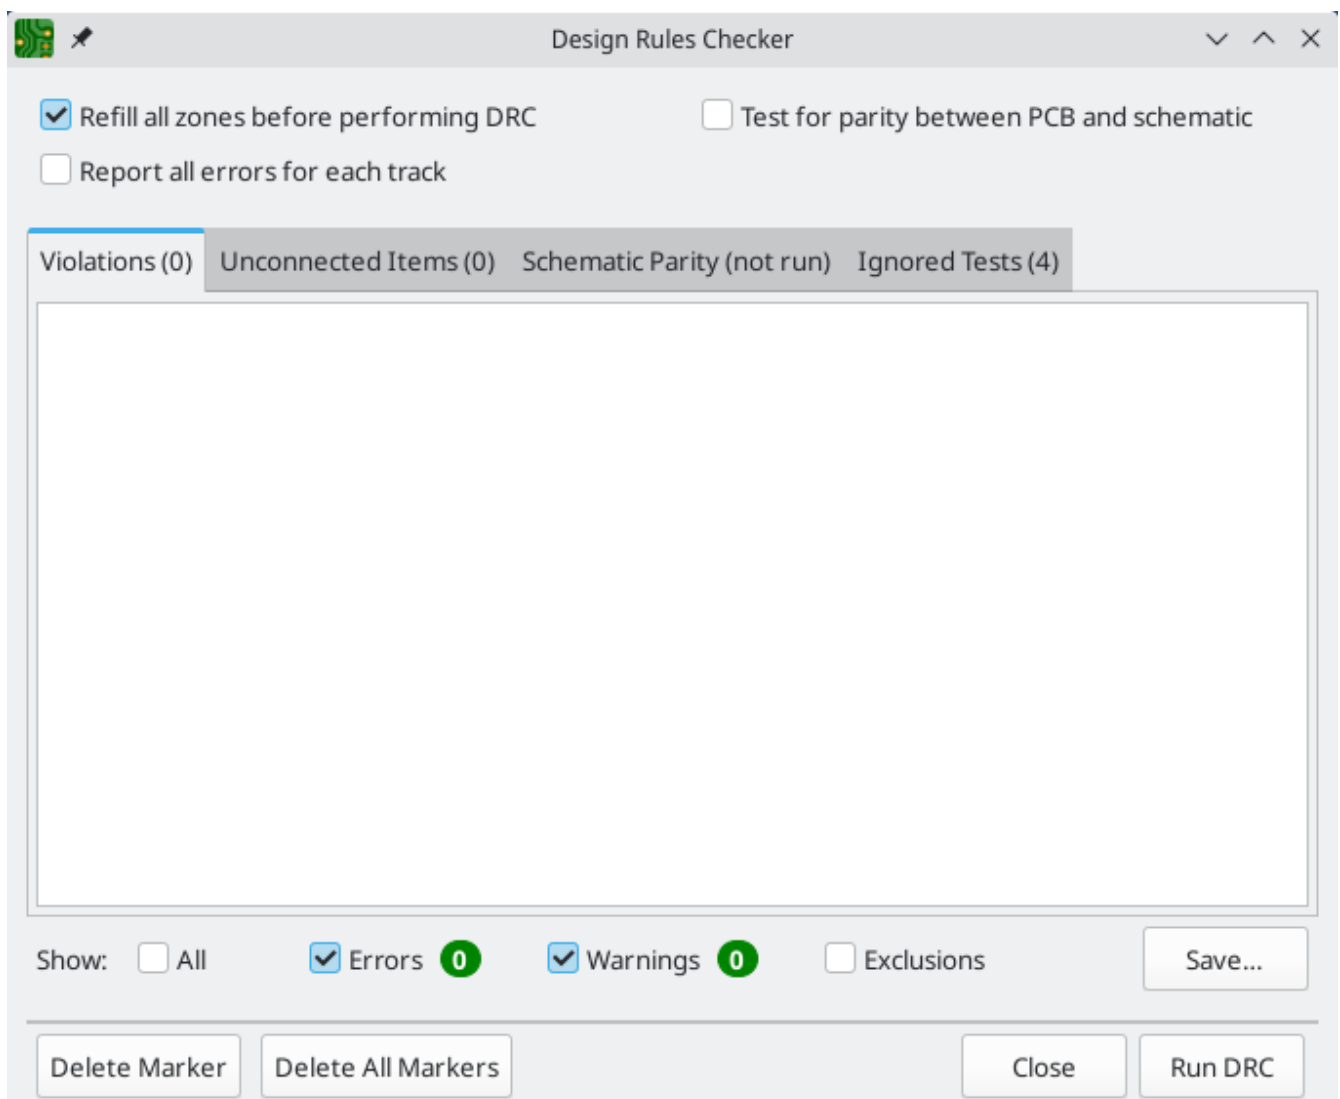 Design Rules Checker
Refill all zones before performing DRC
Test for parity between PCB and schematic
Report all errors for each track
Violations (0) Unconnected Items (0) Schematic Parity (not run) Ignored Tests (4)
Show: All Errors 0 Warnings 0 Exclusions Save...
Delete Marker Delete All Markers Close Run DRC